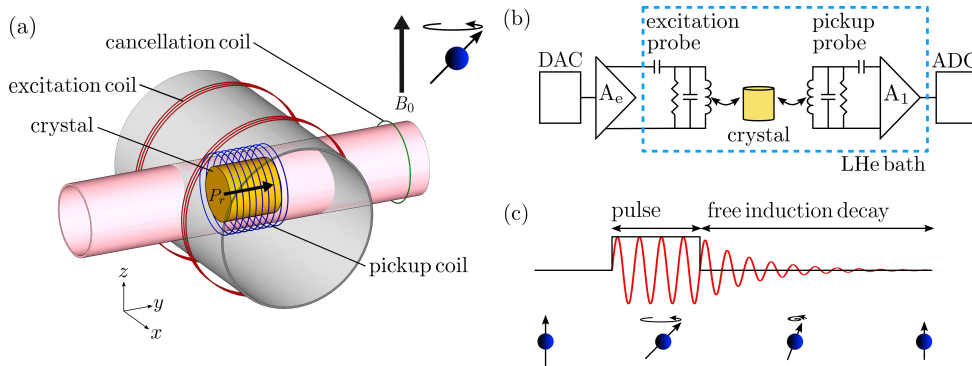 (a)
cancellation coil
excitation coil
crystal
B₀
Pᵣ
pickup coil
z
y
x
(b)
excitation
probe
pickup
probe
DAC
Aₑ
crystal
A₁
ADC
LHe bath
(c)
pulse
free induction decay